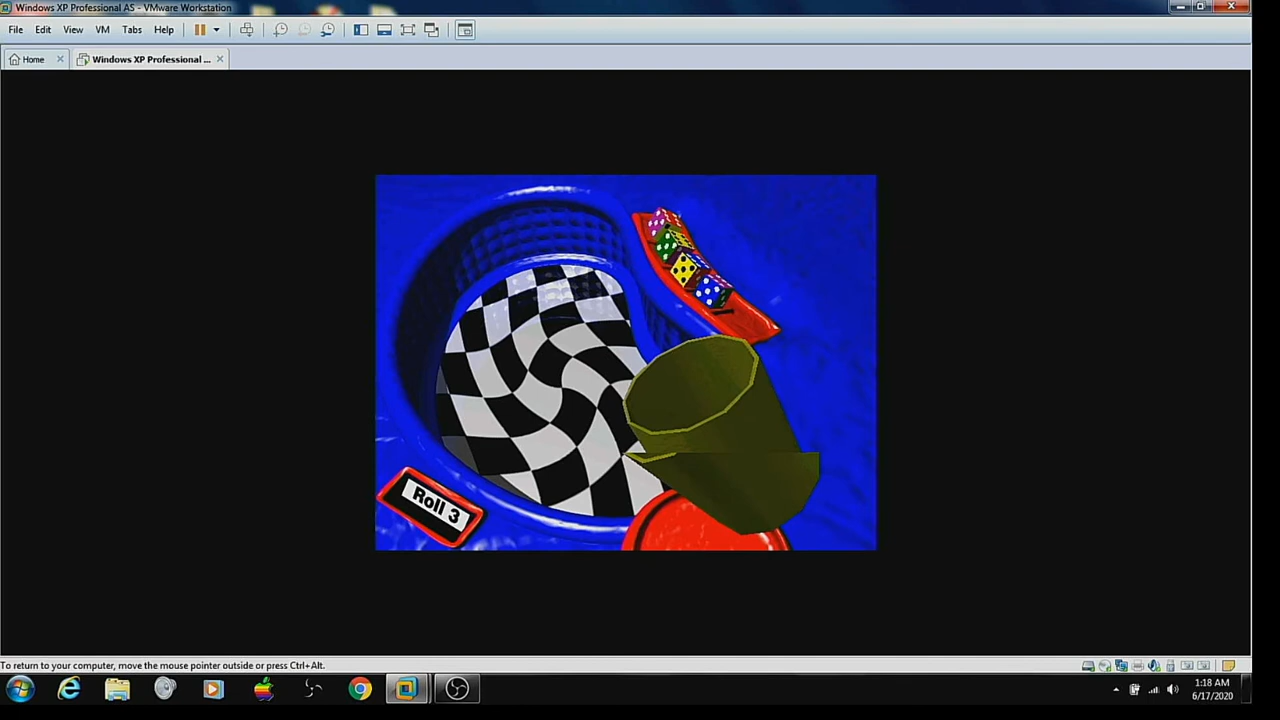 Windows XP Professional AS - VMware Workstation
File Edit View VM Tabs Help
Home Windows XP Professional ...
Roll 3
To return to your computer, move the mouse pointer outside or press Ctrl+Alt.
1:18 AM
6/17/2020